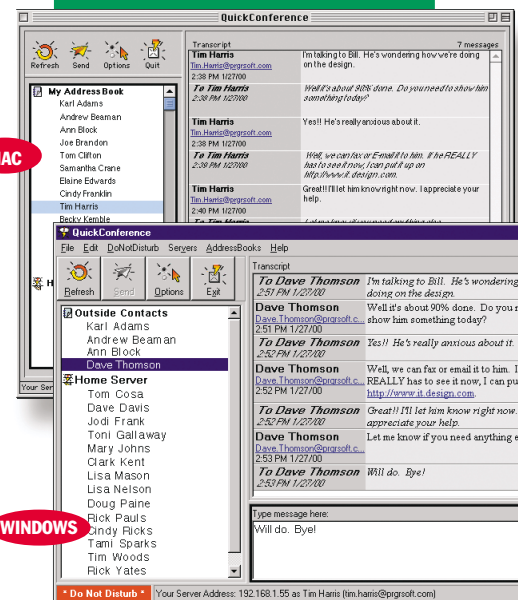 QuickConference
Refresh Send Options Quit
Transcript 7 messages
My Address Book
Karl Adams
Andrew Beaman
Ann Block
Joe Brandon
Tom Clifton
Samantha Crane
Elaine Edwards
Cindy Franklin
Tim Harris
Becky Kemble
H
Your Ser
Tim Harris
Tim.Harris@prgrsoft.com
2:38 PM 1/27/00
I'm talking to Bill. He's wondering how we're doing
on the design.
To Tim Harris
2:38 PM 1/27/00
Well it's about 90% done. Do you need to show him
something today?
Tim Harris
Tim.Harris@prgrsoft.com
2:38 PM 1/27/00
Yes!! He's really anxious about it.
To Tim Harris
2:39 PM 1/27/00
Well, we can fax or E-mail it to him. If he REALLY
has to see it now, I can put it up on
http://www.it.design.com.
Tim Harris
Tim.Harris@prgrsoft.com
2:40 PM 1/27/00
Great!! I'll let him know right now. I appreciate your
help.
To Tim Harris
Let me know if you need anything else.
MAC
QuickConference
File Edit DoNotDisturb Servers AddressBooks Help
Refresh Send Options Exit
Outside Contacts
Karl Adams
Andrew Beaman
Ann Block
Dave Thomson
Home Server
Tom Cosa
Dave Davis
Jodi Frank
Toni Gallaway
Mary Johns
Clark Kent
Lisa Mason
Lisa Nelson
Doug Paine
Rick Pauls
Cindy Ricks
Tami Sparks
Tim Woods
Rick Yates
Transcript
To Dave Thomson
2:51 PM 1/27/00
I'm talking to Bill. He's wondering
doing on the design.
Dave Thomson
Dave.Thomson@prgrsoft.c...
2:51 PM 1/27/00
Well it's about 90% done. Do you n
show him something today?
To Dave Thomson
2:52 PM 1/27/00
Yes!! He's really anxious about it.
Dave Thomson
Dave.Thomson@prgrsoft.c...
2:52 PM 1/27/00
Well, we can fax or email it to him. I
REALLY has to see it now, I can pu
http://www.it.design.com.
To Dave Thomson
2:52 PM 1/27/00
Great!! I'll let him know right now.
appreciate your help.
Dave Thomson
Dave.Thomson@prgrsoft.c...
2:53 PM 1/27/00
Let me know if you need anything e
To Dave Thomson
2:53 PM 1/27/00
Will do. Bye!
Type message here:
Will do. Bye!
WINDOWS
* Do Not Disturb * Your Server Address: 192.168.1.55 as Tim Harris (tim.harris@prgrsoft.com)